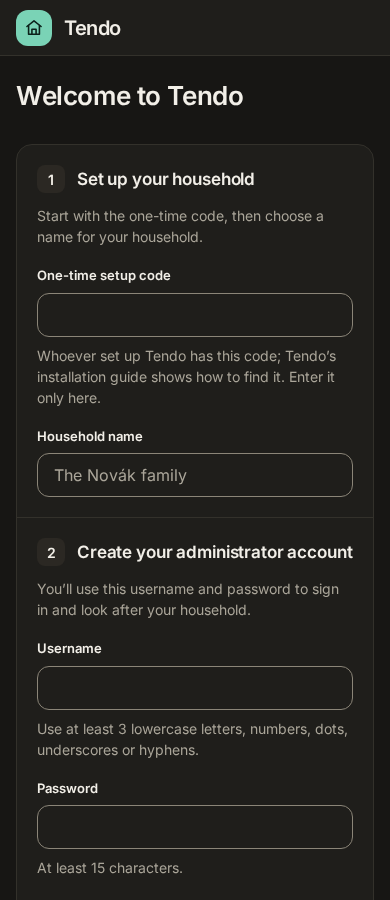 Tendo
Welcome to Tendo
1 Set up your household
Start with the one-time code, then choose a
name for your household.
One-time setup code
Whoever set up Tendo has this code; Tendo’s
installation guide shows how to find it. Enter it
only here.
Household name
The Novák family
2 Create your administrator account
You’ll use this username and password to sign
in and look after your household.
Username
Use at least 3 lowercase letters, numbers, dots,
underscores or hyphens.
Password
At least 15 characters.